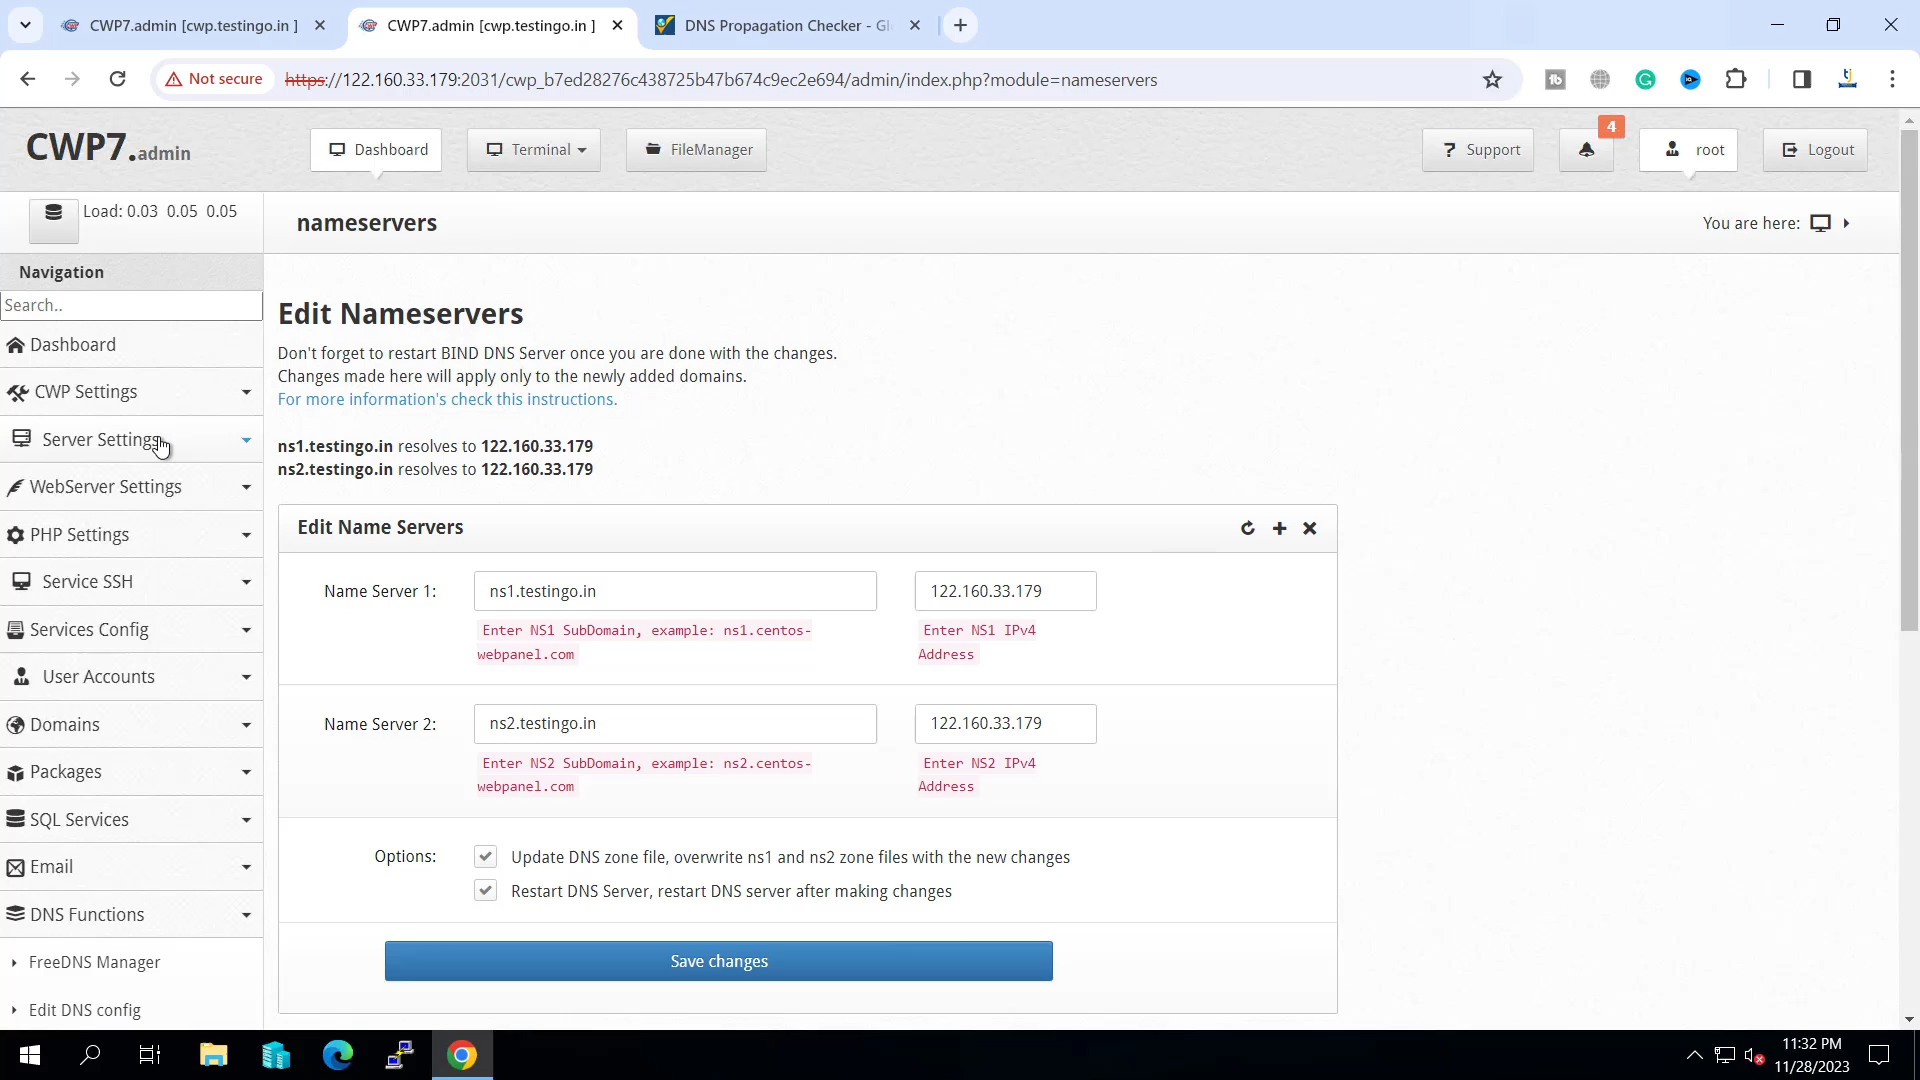 CWP7.admin [cwp.testingo.in ]
CWP7.admin [cwp.testingo.in ]
DNS Propagation Checker - Gl
Not secure
https://122.160.33.179:2031/cwp_b7ed28276c438725b47b674c9ec2e694/admin/index.php?module=nameservers
CWP7.admin
Dashboard
Terminal
FileManager
? Support
4
root
Logout
Load: 0.03 0.05 0.05
nameservers
You are here:
Navigation
Search..
Dashboard
CWP Settings
Server Settings
WebServer Settings
PHP Settings
Service SSH
Services Config
User Accounts
Domains
Packages
SQL Services
Email
DNS Functions
FreeDNS Manager
Edit DNS config
Edit Nameservers
Don't forget to restart BIND DNS Server once you are done with the changes.
Changes made here will apply only to the newly added domains.
For more information's check this instructions.
ns1.testingo.in resolves to 122.160.33.179
ns2.testingo.in resolves to 122.160.33.179
Edit Name Servers
Name Server 1:
ns1.testingo.in
122.160.33.179
Enter NS1 SubDomain, example: ns1.centos-
webpanel.com
Enter NS1 IPv4
Address
Name Server 2:
ns2.testingo.in
122.160.33.179
Enter NS2 SubDomain, example: ns2.centos-
webpanel.com
Enter NS2 IPv4
Address
Options:
Update DNS zone file, overwrite ns1 and ns2 zone files with the new changes
Restart DNS Server, restart DNS server after making changes
Save changes
11:32 PM
11/28/2023